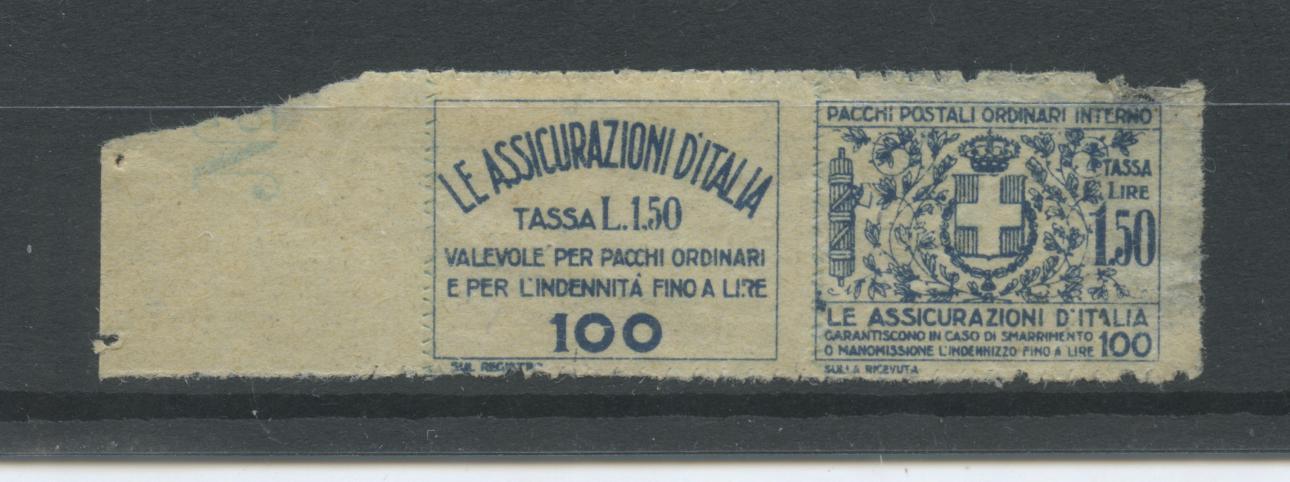 LE ASSICURAZIONI D'ITALIA
TASSA L.1.50
VALEVOLE PER PACCHI ORDINARI
E PER L'INDENNITÀ FINO A LIRE
100
SUL REGISTRO
PACCHI POSTALI ORDINARI INTERNO
TASSA
LIRE
1.50
LE ASSICURAZIONI D'ITALIA
GARANTISCONO IN CASO DI SMARRIMENTO
O MANOMISSIONE L'INDENNIZZO FINO A LIRE 100
SULLA RICEVUTA